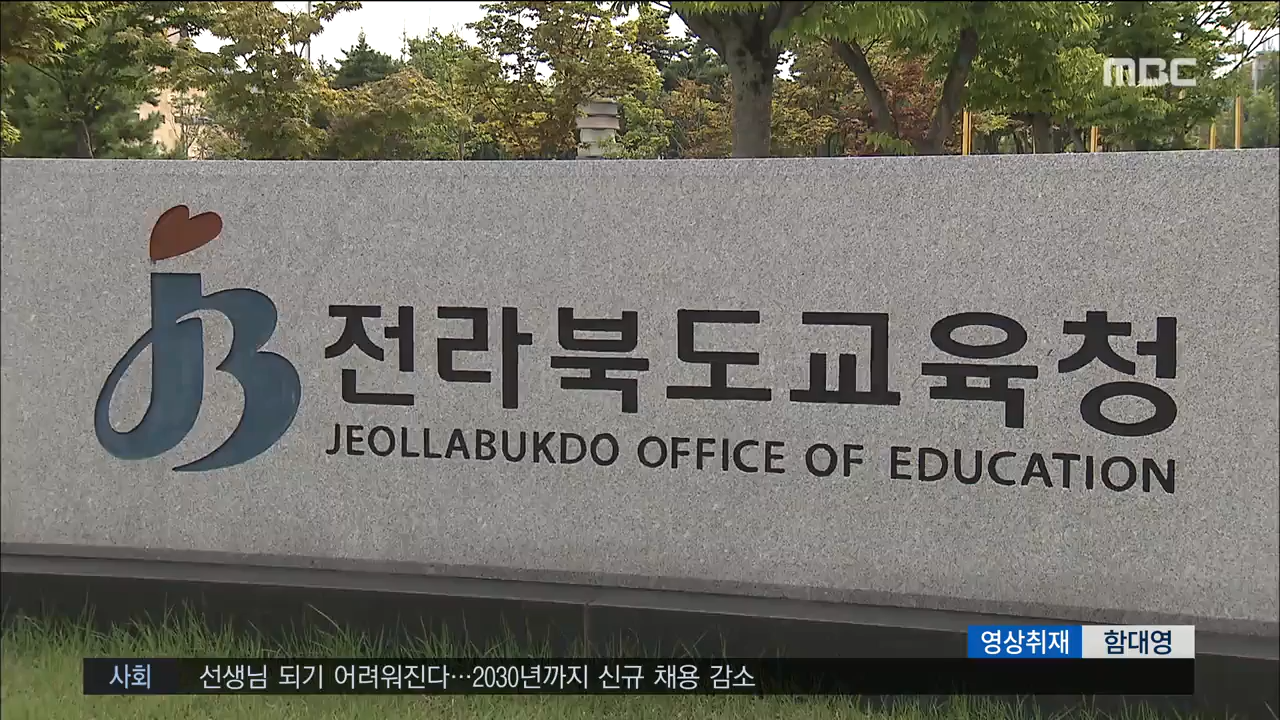 MBC
전라북도교육청
JEOLLABUKDO OFFICE OF EDUCATION
영상취재 함대영
사회 선생님 되기 어려워진다…2030년까지 신규 채용 감소